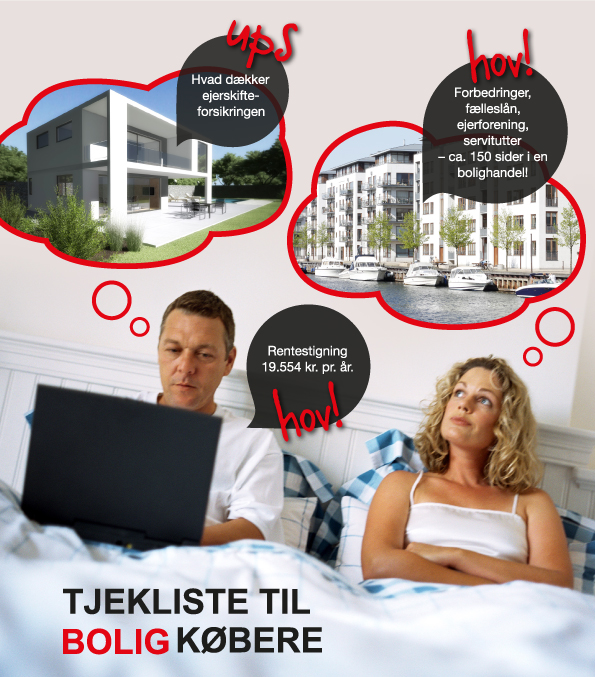 ups
Hvad dækker
ejerskifte-
forsikringen
hov!
Forbedringer,
fælleslån,
ejerforening,
servitutter
– ca. 150 sider i en
bolighandel!
Rentestigning
19.554 kr. pr. år.
hov!
TJEKLISTE TIL
BOLIG KØBERE